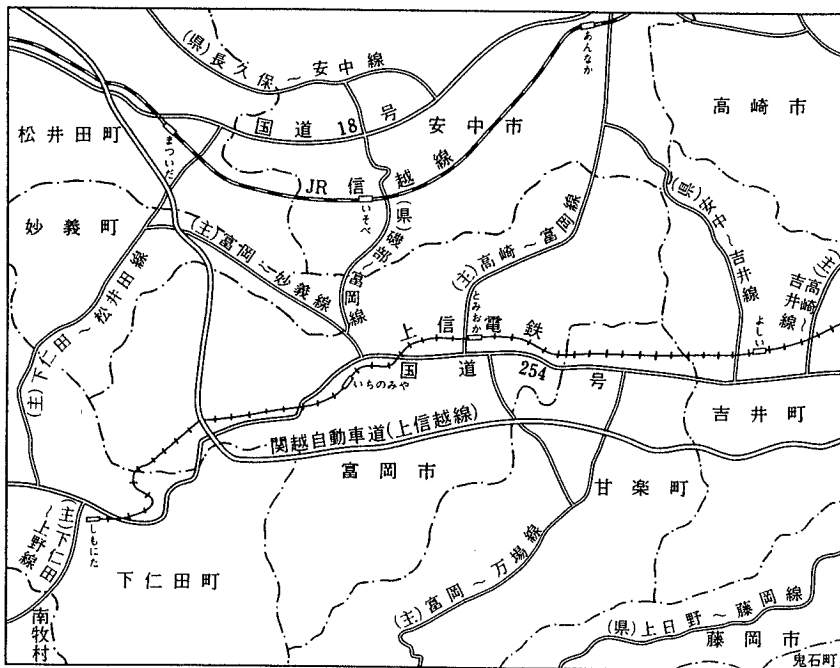 (県)長久保～安中線
あんなか
高崎市
松井田町
国道18号
安中市
まついだ
JR信越線
いそべ
妙義町
(主)富岡～妙義線
(県)磯部富岡線
(主)高崎～富岡線
(県)安中～吉井線
(主)高崎～吉井線
(主)下仁田～松井田線
とみおか
上信電鉄
よしい
国道254号
いちのみや
吉井町
関越自動車道(上信越線)
富岡市
甘楽町
(主)下仁田～上野線
しもにた
下仁田町
(主)富岡～万場線
南牧村
(県)上日野～藤岡線
藤岡市
鬼石町